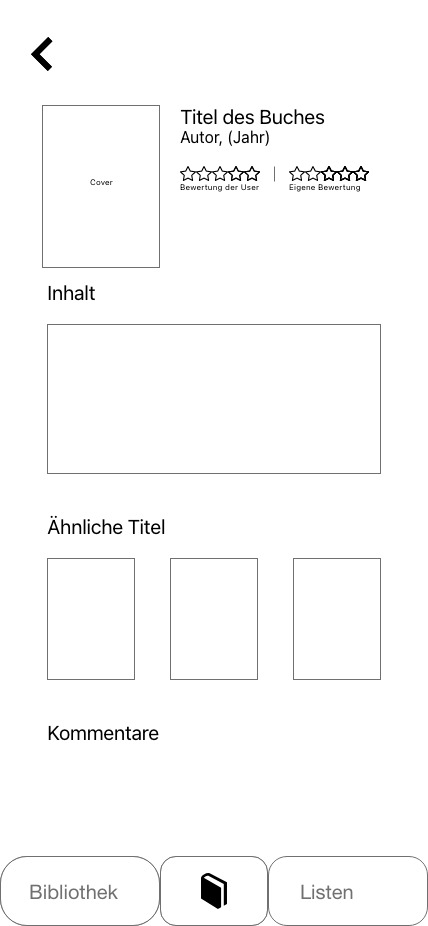 Titel des Buches
Autor, (Jahr)
Cover
Bewertung der User
Eigene Bewertung
Inhalt
Ähnliche Titel
Kommentare
Bibliothek
Listen